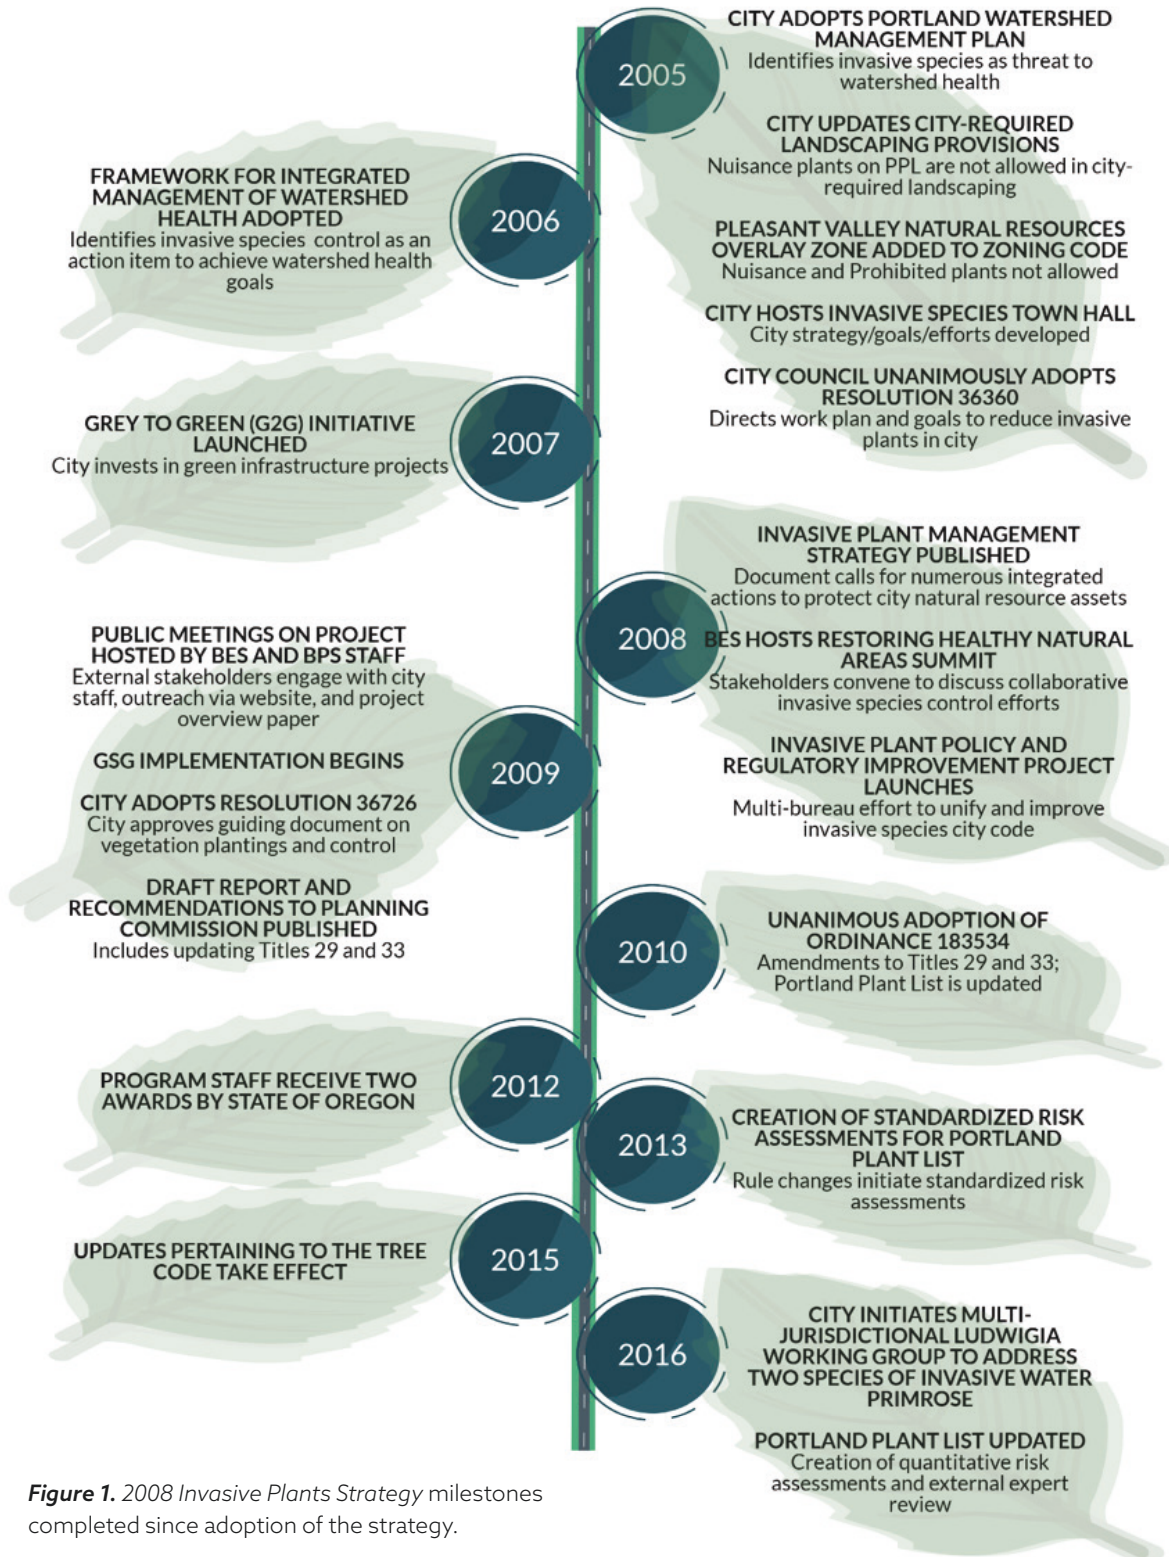 2005
CITY ADOPTS PORTLAND WATERSHED
MANAGEMENT PLAN
Identifies invasive species as threat to
watershed health
CITY UPDATES CITY-REQUIRED
LANDSCAPING PROVISIONS
Nuisance plants on PPL are not allowed in city-
required landscaping
PLEASANT VALLEY NATURAL RESOURCES
OVERLAY ZONE ADDED TO ZONING CODE
Nuisance and Prohibited plants not allowed
CITY HOSTS INVASIVE SPECIES TOWN HALL
City strategy/goals/efforts developed
CITY COUNCIL UNANIMOUSLY ADOPTS
RESOLUTION 36360
Directs work plan and goals to reduce invasive
plants in city
2006
FRAMEWORK FOR INTEGRATED
MANAGEMENT OF WATERSHED
HEALTH ADOPTED
Identifies invasive species control as an
action item to achieve watershed health
goals
2007
GREY TO GREEN (G2G) INITIATIVE
LAUNCHED
City invests in green infrastructure projects
2008
INVASIVE PLANT MANAGEMENT
STRATEGY PUBLISHED
Document calls for numerous integrated
actions to protect city natural resource assets
BES HOSTS RESTORING HEALTHY NATURAL
AREAS SUMMIT
Stakeholders convene to discuss collaborative
invasive species control efforts
INVASIVE PLANT POLICY AND
REGULATORY IMPROVEMENT PROJECT
LAUNCHES
Multi-bureau effort to unify and improve
invasive species city code
2009
PUBLIC MEETINGS ON PROJECT
HOSTED BY BES AND BPS STAFF
External stakeholders engage with city
staff, outreach via website, and project
overview paper
GSG IMPLEMENTATION BEGINS
CITY ADOPTS RESOLUTION 36726
City approves guiding document on
vegetation plantings and control
DRAFT REPORT AND
RECOMMENDATIONS TO PLANNING
COMMISSION PUBLISHED
Includes updating Titles 29 and 33
2010
UNANIMOUS ADOPTION OF
ORDINANCE 183534
Amendments to Titles 29 and 33;
Portland Plant List is updated
2012
PROGRAM STAFF RECEIVE TWO
AWARDS BY STATE OF OREGON
2013
CREATION OF STANDARDIZED RISK
ASSESSMENTS FOR PORTLAND
PLANT LIST
Rule changes initiate standardized risk
assessments
2015
UPDATES PERTAINING TO THE TREE
CODE TAKE EFFECT
2016
CITY INITIATES MULTI-
JURISDICTIONAL LUDWIGIA
WORKING GROUP TO ADDRESS
TWO SPECIES OF INVASIVE WATER
PRIMROSE
PORTLAND PLANT LIST UPDATED
Creation of quantitative risk
assessments and external expert
review
Figure 1. 2008 Invasive Plants Strategy milestones
completed since adoption of the strategy.